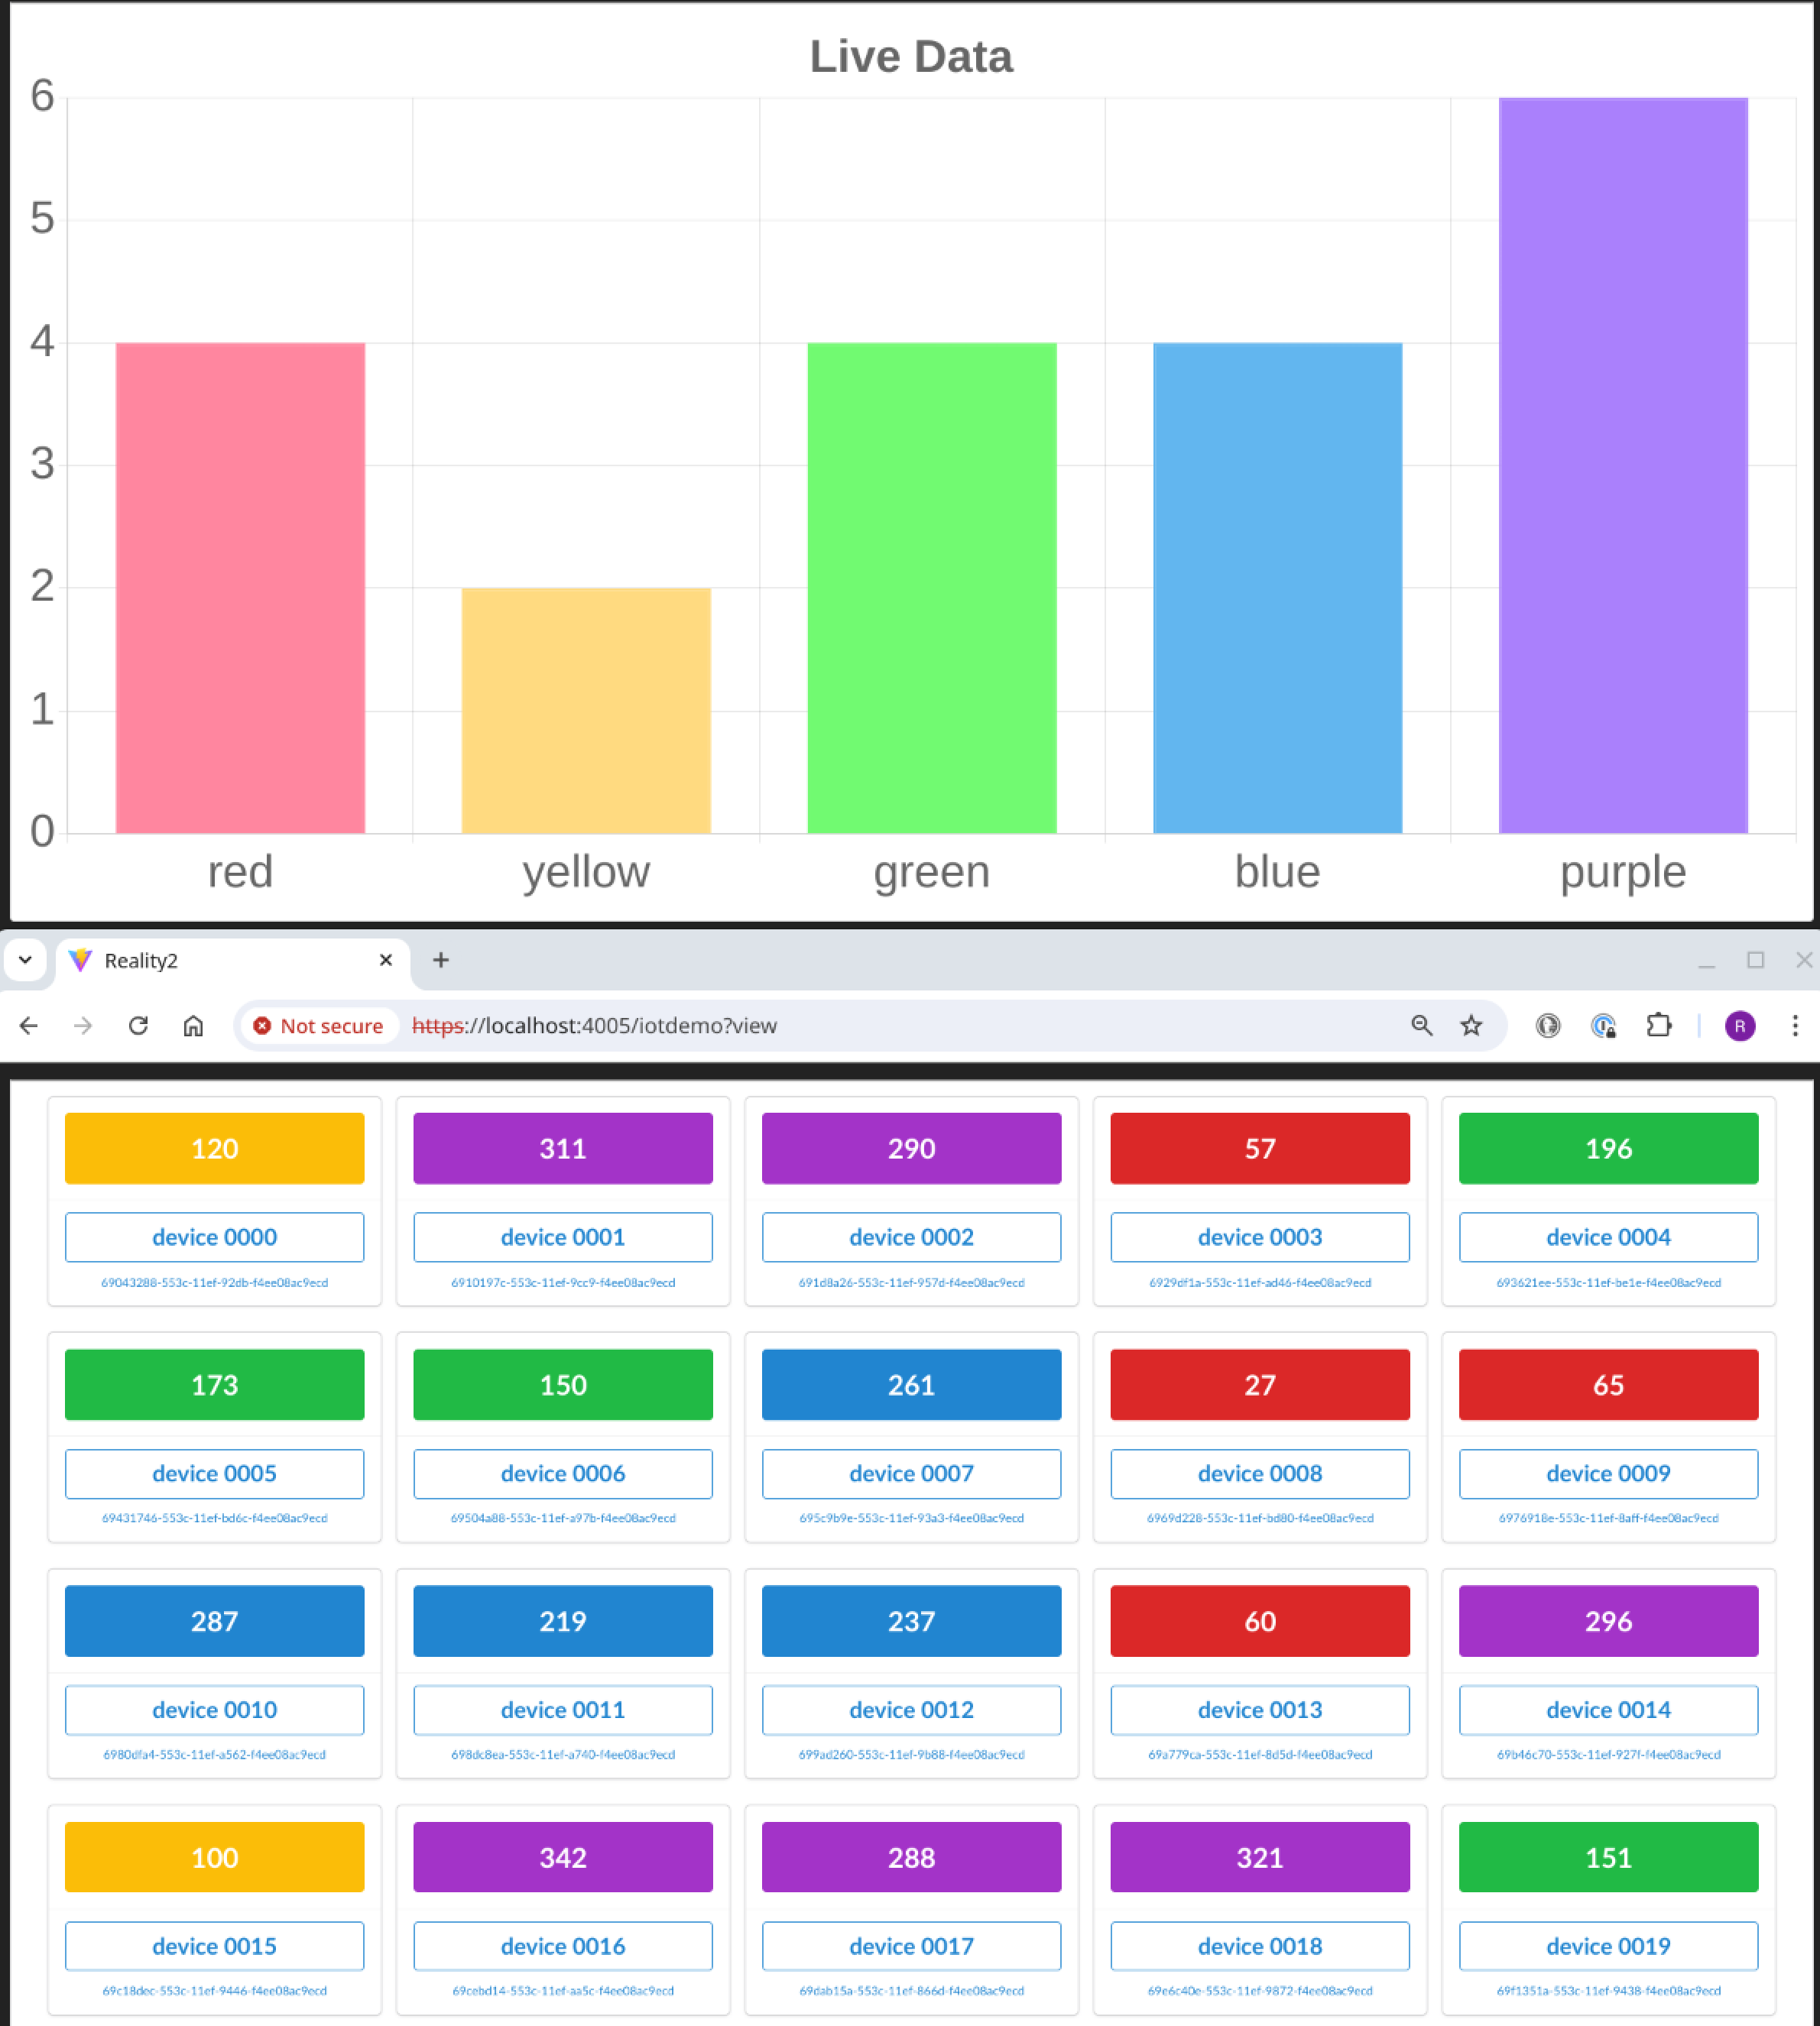 Live Data
6
5
4
3
2
1
0
red yellow green blue purple
Reality2
Not secure https://localhost:4005/iotdemo?view R
120 311 290 57 196
device 0000 device 0001 device 0002 device 0003 device 0004
69043288-553c-11ef-92db-f4ee08ac9ecd 6910197c-553c-11ef-9cc9-f4ee08ac9ecd 691d8a26-553c-11ef-957d-f4ee08ac9ecd 6929df1a-553c-11ef-ad46-f4ee08ac9ecd 693621ee-553c-11ef-be1e-f4ee08ac9ecd
173 150 261 27 65
device 0005 device 0006 device 0007 device 0008 device 0009
69431746-553c-11ef-bd6c-f4ee08ac9ecd 69504a88-553c-11ef-a97b-f4ee08ac9ecd 695c9b9e-553c-11ef-93a3-f4ee08ac9ecd 6969d228-553c-11ef-bd80-f4ee08ac9ecd 6976918e-553c-11ef-8aff-f4ee08ac9ecd
287 219 237 60 296
device 0010 device 0011 device 0012 device 0013 device 0014
6980dfa4-553c-11ef-a562-f4ee08ac9ecd 698dc8ea-553c-11ef-a740-f4ee08ac9ecd 699ad260-553c-11ef-9b88-f4ee08ac9ecd 69a779ca-553c-11ef-8d5d-f4ee08ac9ecd 69b46c70-553c-11ef-927f-f4ee08ac9ecd
100 342 288 321 151
device 0015 device 0016 device 0017 device 0018 device 0019
69c18dec-553c-11ef-9446-f4ee08ac9ecd 69cebd14-553c-11ef-aa5c-f4ee08ac9ecd 69dab15a-553c-11ef-866d-f4ee08ac9ecd 69e6c40e-553c-11ef-9872-f4ee08ac9ecd 69f1351a-553c-11ef-9438-f4ee08ac9ecd